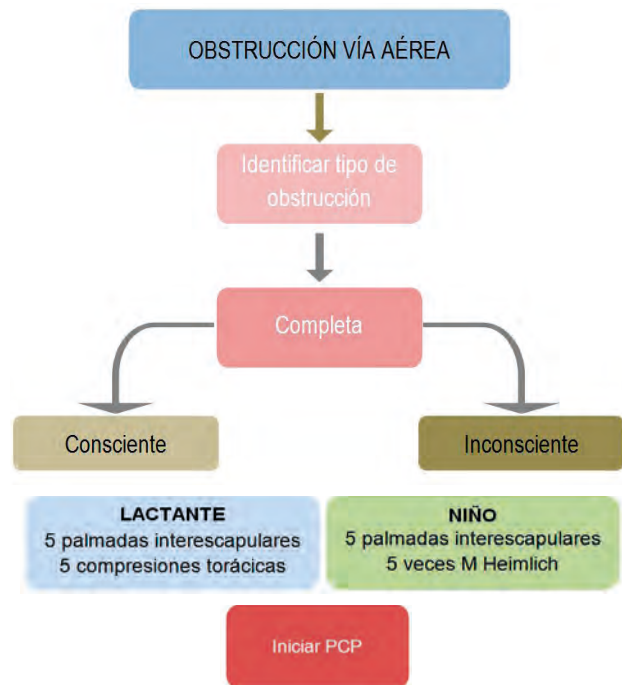 OBSTRUCCIÓN VÍA AÉREA
Identificar tipo de
obstrucción
Completa
Consciente
Inconsciente
LACTANTE
5 palmadas interescapulares
5 compresiones torácicas
NIÑO
5 palmadas interescapulares
5 veces M Heimlich
Iniciar PCP